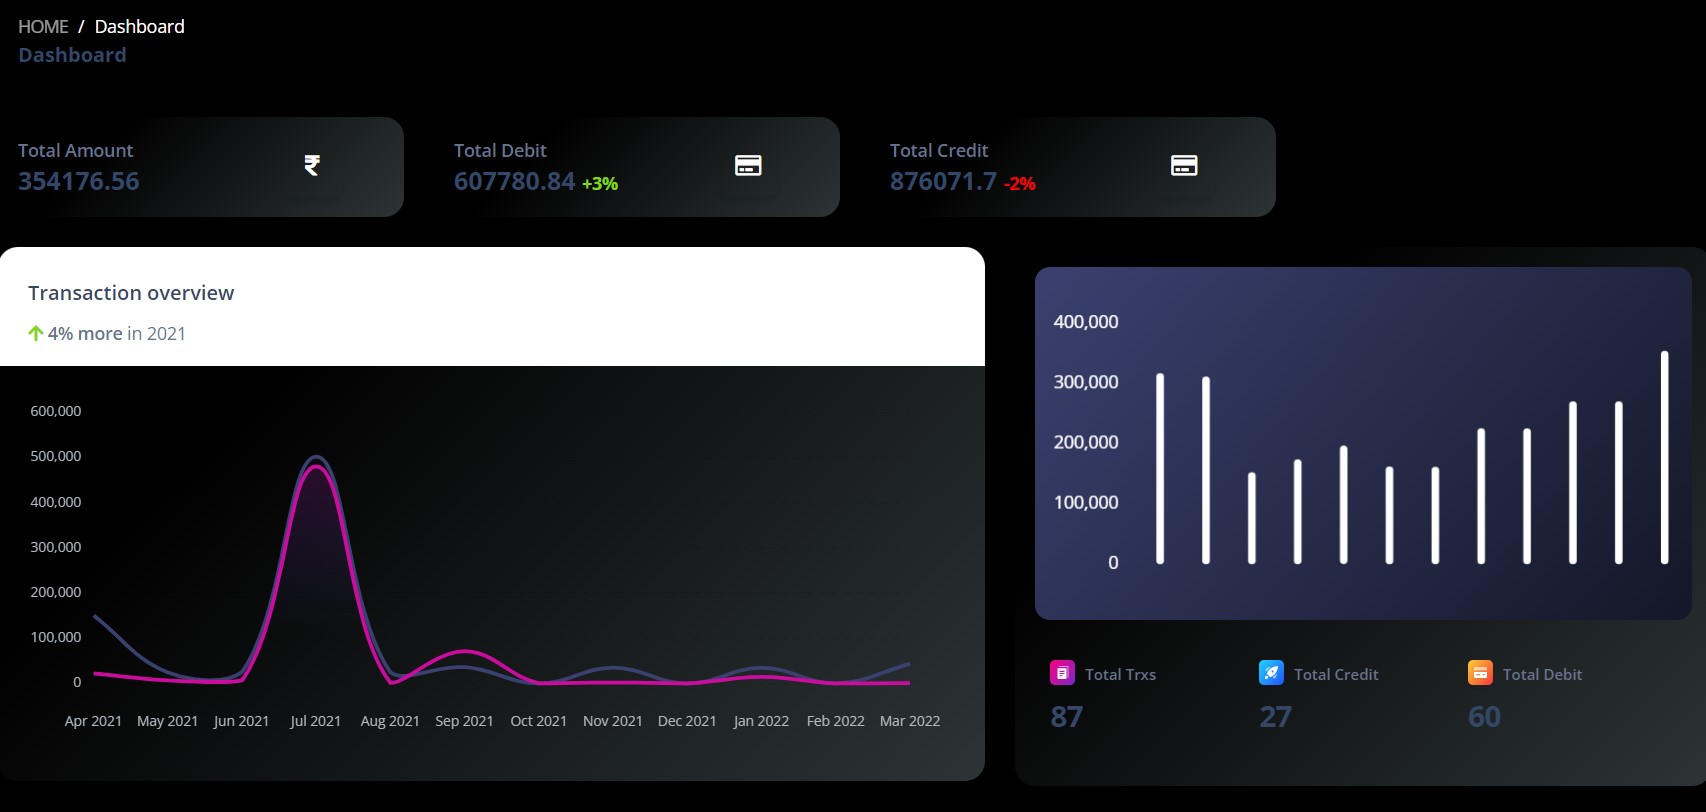 HOME / Dashboard
Dashboard
Total Amount
354176.56
₹
Total Debit
607780.84 +3%
Total Credit
876071.7 -2%
Transaction overview
4% more in 2021
600,000
500,000
400,000
300,000
200,000
100,000
0
Apr 2021 May 2021 Jun 2021 Jul 2021 Aug 2021 Sep 2021 Oct 2021 Nov 2021 Dec 2021 Jan 2022 Feb 2022 Mar 2022
400,000
300,000
200,000
100,000
0
Total Trxs
87
Total Credit
27
Total Debit
60